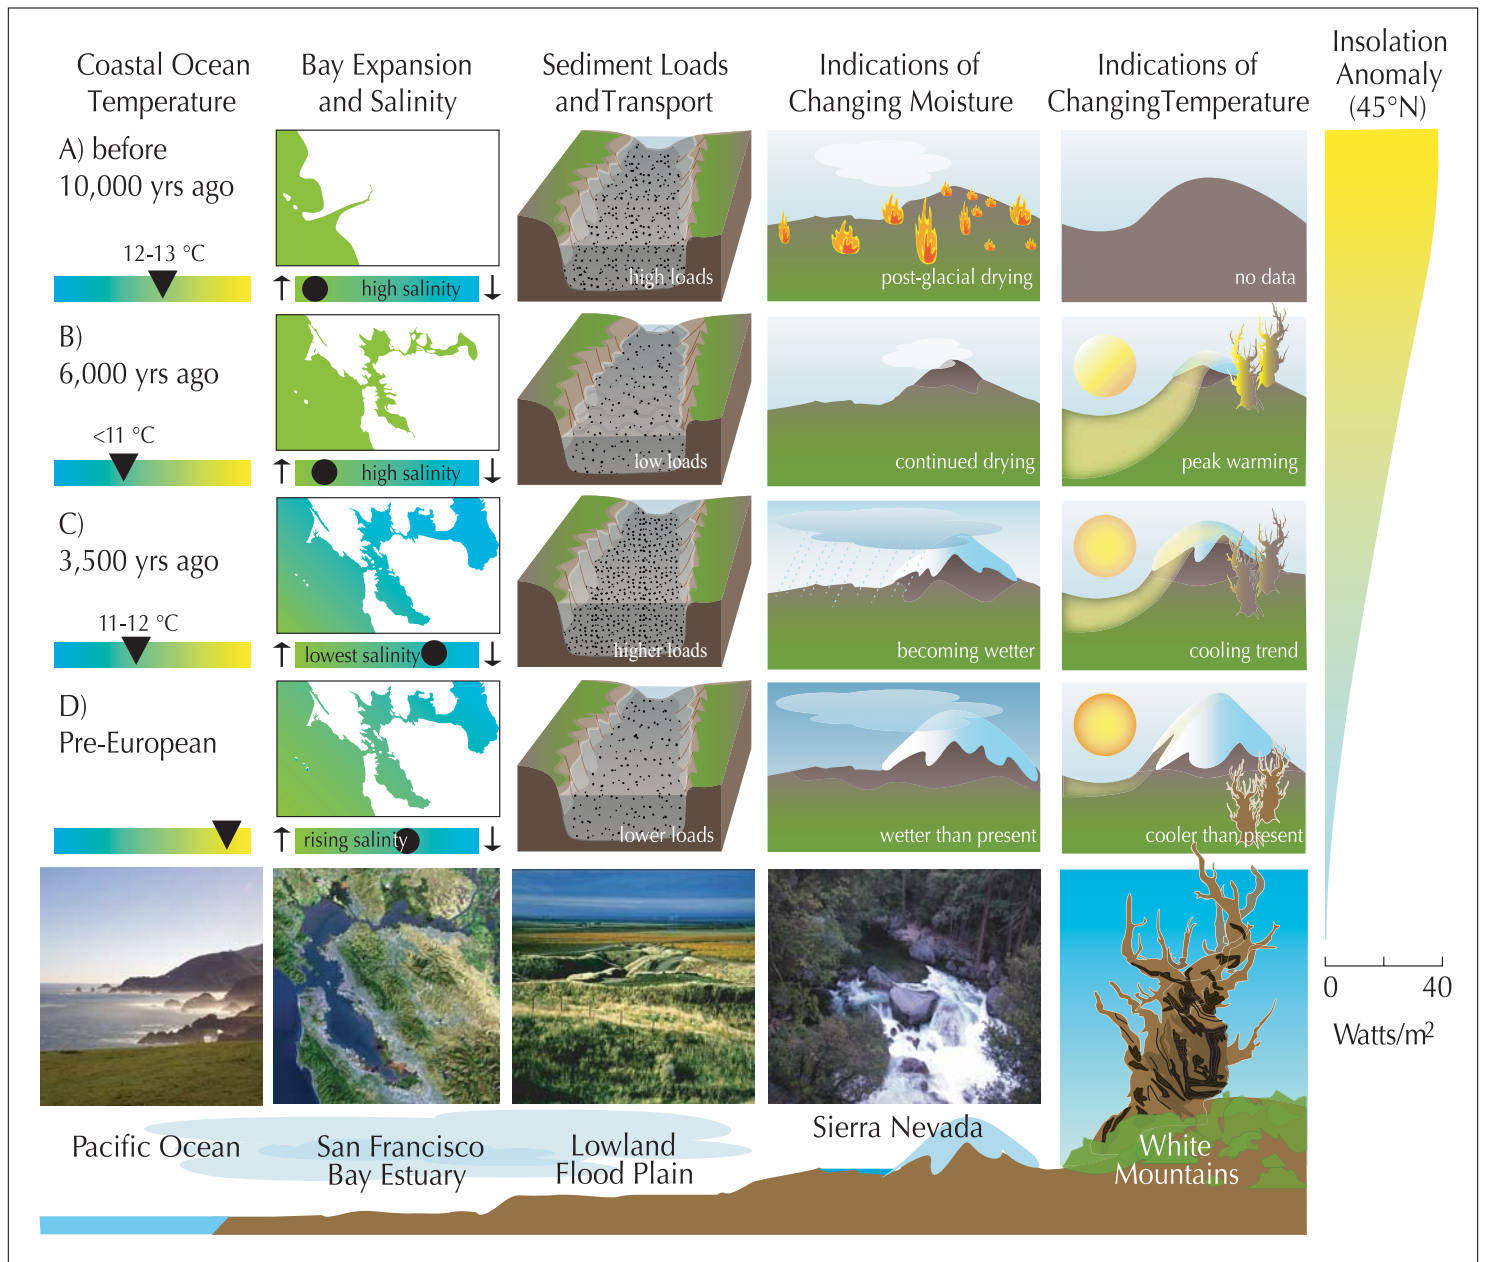 Coastal Ocean
Temperature
Bay Expansion
and Salinity
Sediment Loads
and Transport
Indications of
Changing Moisture
Indications of
Changing Temperature
Insolation
Anomaly
(45°N)
A) before
10,000 yrs ago
12-13 °C
high salinity
high loads
post-glacial drying
no data
B)
6,000 yrs ago
<11 °C
high salinity
low loads
continued drying
peak warming
C)
3,500 yrs ago
11-12 °C
lowest salinity
higher loads
becoming wetter
cooling trend
D)
Pre-European
rising salinity
lower loads
wetter than present
cooler than present
0 40
Watts/m²
Pacific Ocean
San Francisco
Bay Estuary
Lowland
Flood Plain
Sierra Nevada
White
Mountains